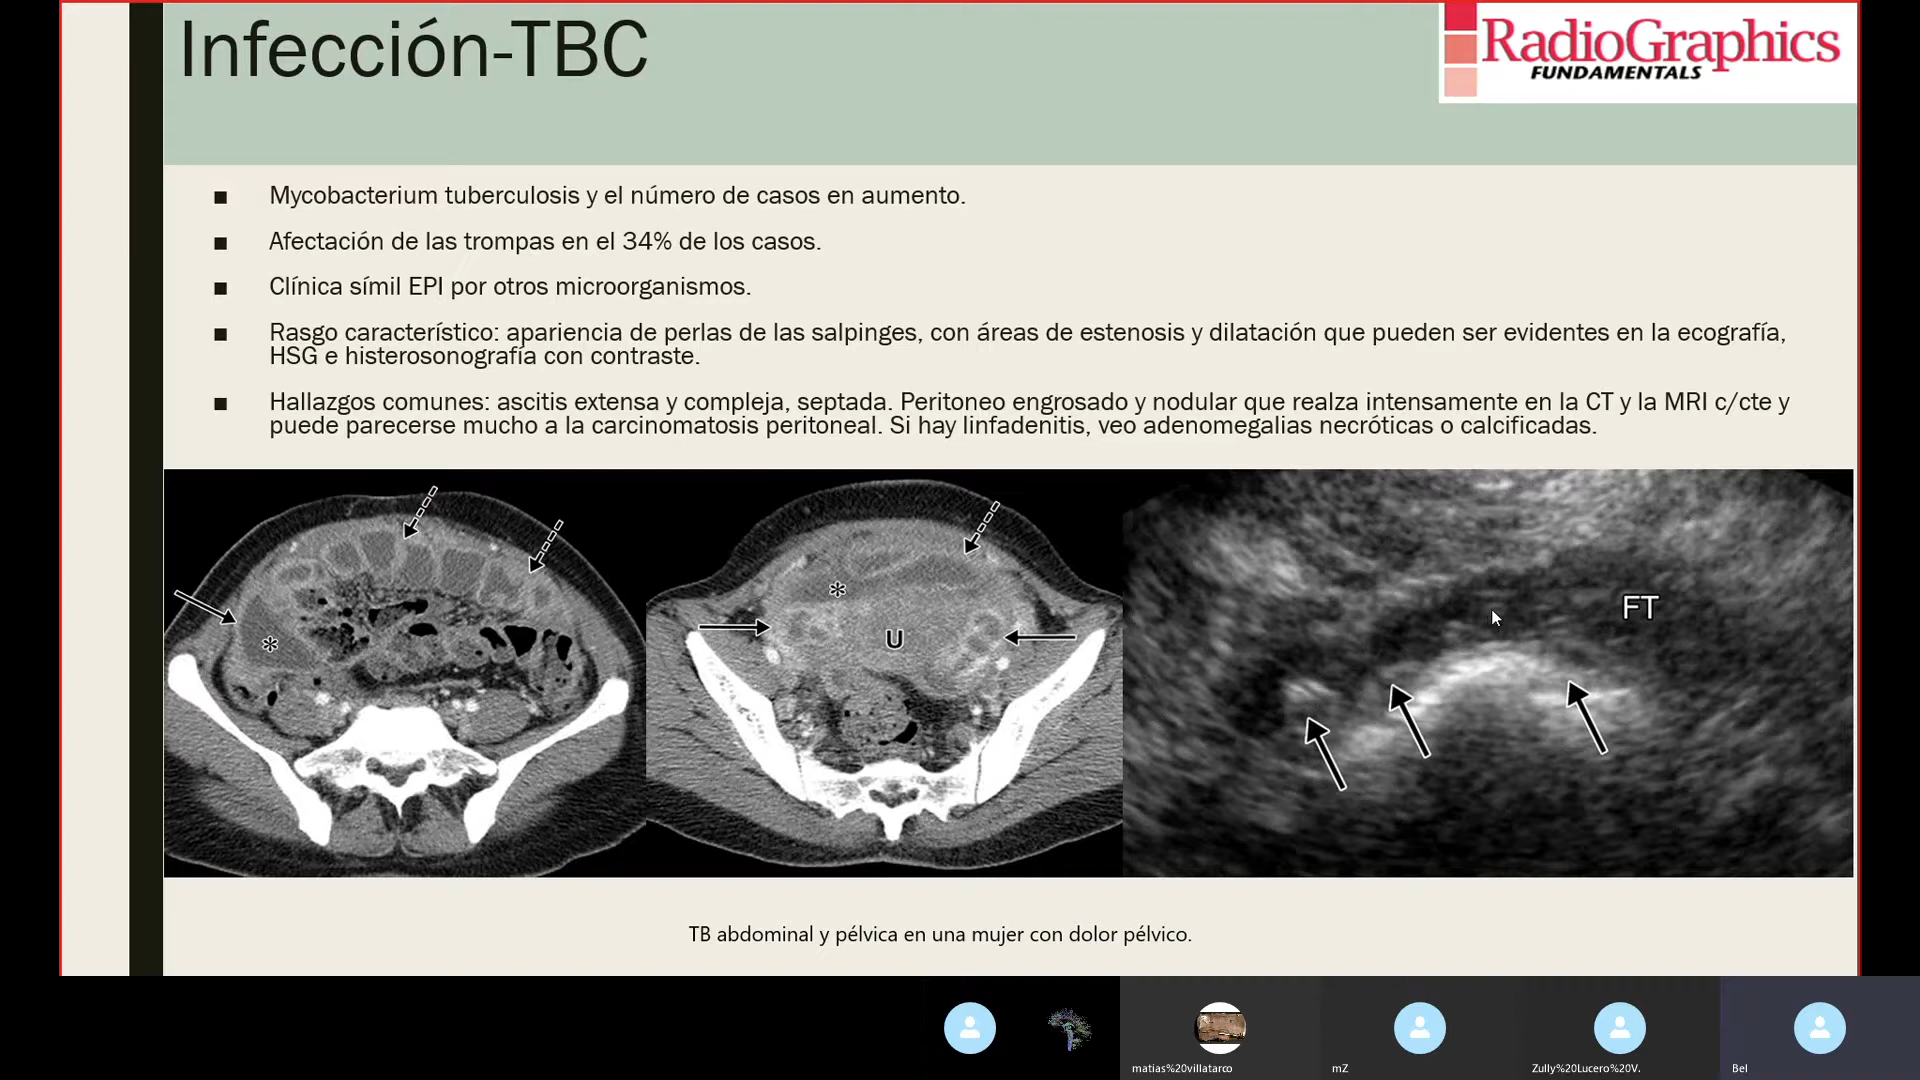 Infección-TBC
RadioGraphics
FUNDAMENTALS
■ Mycobacterium tuberculosis y el número de casos en aumento.
■ Afectación de las trompas en el 34% de los casos.
■ Clínica símil EPI por otros microorganismos.
■ Rasgo característico: apariencia de perlas de las salpinges, con áreas de estenosis y dilatación que pueden ser evidentes en la ecografía,
HSG e histerosonografía con contraste.
■ Hallazgos comunes: ascitis extensa y compleja, septada. Peritoneo engrosado y nodular que realza intensamente en la CT y la MRI c/cte y
puede parecerse mucho a la carcinomatosis peritoneal. Si hay linfadenitis, veo adenomegalias necróticas o calcificadas.
*
*
U
FT
TB abdominal y pélvica en una mujer con dolor pélvico.
matias%20villatarco
mZ
Zully%20Lucero%20V.
Bel